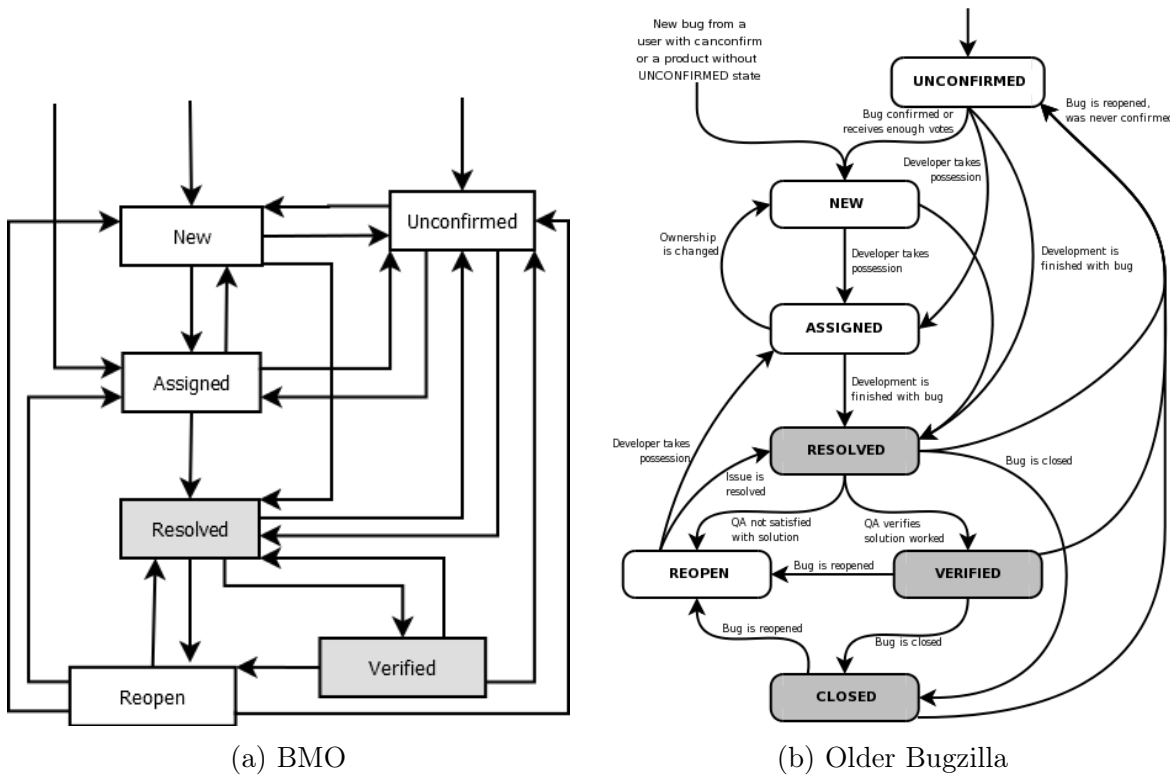 New
Unconfirmed
Assigned
Resolved
Verified
Reopen
(a) BMO
New bug from a
user with canconfirm
or a product without
UNCONFIRMED state
UNCONFIRMED
Bug is reopened,
was never confirmed
Bug confirmed or
receives enough votes
Developer takes
possession
NEW
Ownership
is changed
Developer takes
possession
Development is
finished with bug
ASSIGNED
Development is
finished with bug
Developer takes
possession
RESOLVED
Bug is closed
Issue is
resolved
QA not satisfied
with solution
QA verifies
solution worked
REOPEN
Bug is reopened
VERIFIED
Bug is reopened
Bug is closed
CLOSED
(b) Older Bugzilla